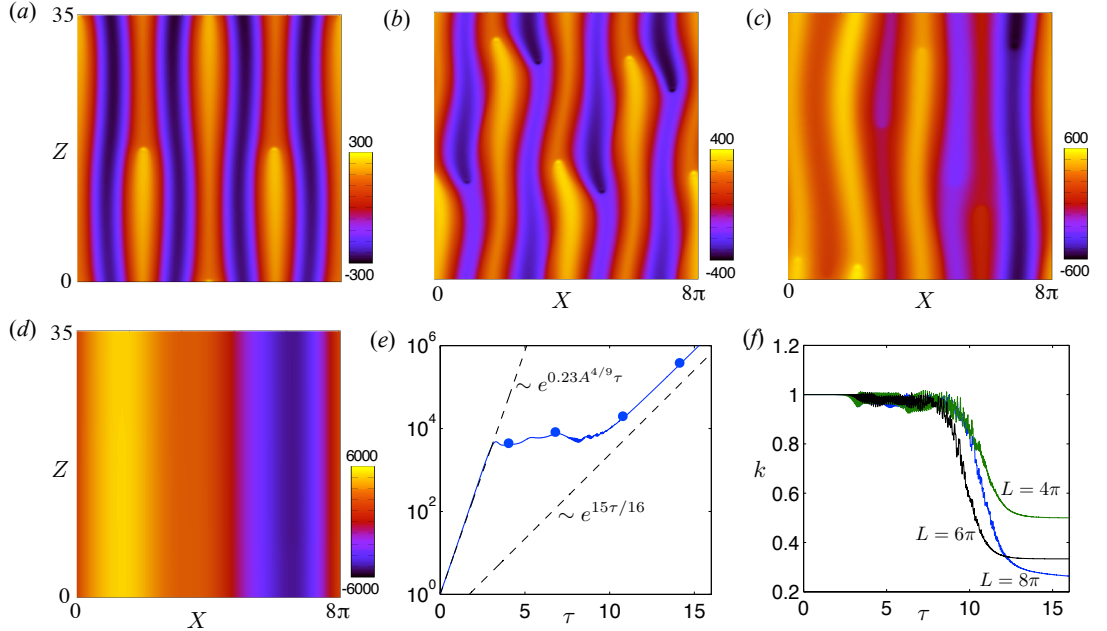 (a)
35
Z
0
300
-300
(b)
0
X
8π
400
-400
(c)
0
X
8π
600
-600
(d)
35
Z
0
0
X
8π
6000
-6000
(e)
10^6
10^4
10^2
10^0
0
5
10
15
τ
~ e^{0.23A^{4/9}τ}
~ e^{15τ/16}
(f)
1.2
1
0.8
0.6
0.4
0.2
k
5
10
15
τ
L = 4π
L = 6π
L = 8π